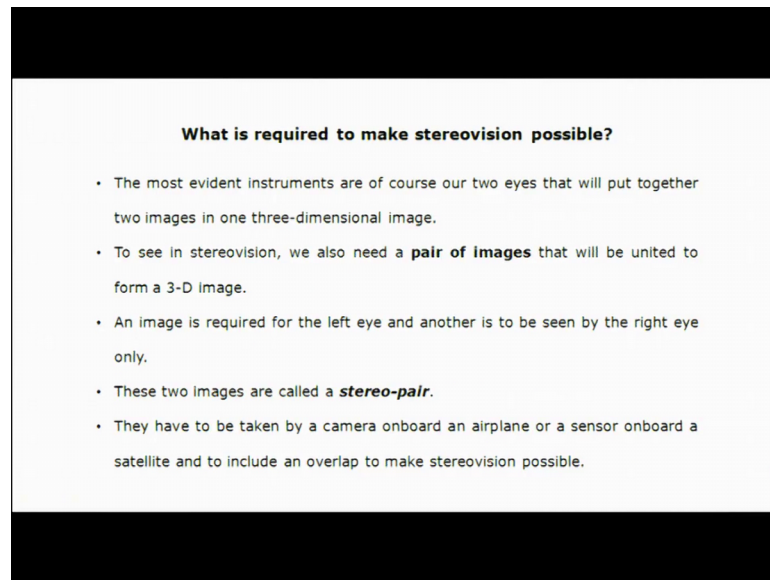 What is required to make stereovision possible?
• The most evident instruments are of course our two eyes that will put together
two images in one three-dimensional image.
• To see in stereovision, we also need a pair of images that will be united to
form a 3-D image.
• An image is required for the left eye and another is to be seen by the right eye
only.
• These two images are called a stereo-pair.
• They have to be taken by a camera onboard an airplane or a sensor onboard a
satellite and to include an overlap to make stereovision possible.